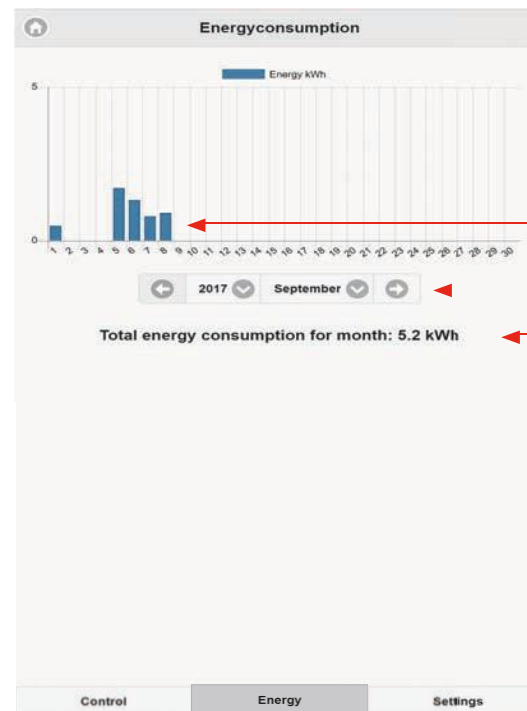 Energyconsumption
Energy kWh
5
0
1 2 3 4 5 6 7 8 9 10 11 12 13 14 15 16 17 18 19 20 21 22 23 24 25 26 27 28 29 30
2017 September
Total energy consumption for month: 5.2 kWh
Control Energy Settings